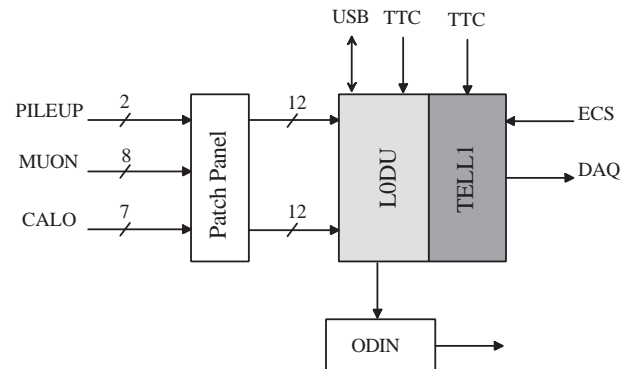 USB TTC TTC
PILEUP 2 12 ECS
MUON 8 Patch Panel L0DU TELL1 DAQ
CALO 7 12
ODIN